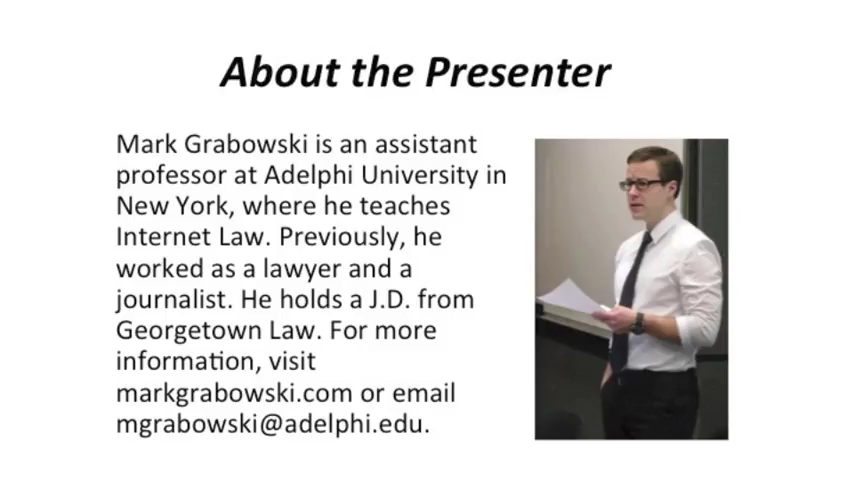 About the Presenter
Mark Grabowski is an assistant
professor at Adelphi University in
New York, where he teaches
Internet Law. Previously, he
worked as a lawyer and a
journalist. He holds a J.D. from
Georgetown Law. For more
information, visit
markgrabowski.com or email
mgrabowski@adelphi.edu.